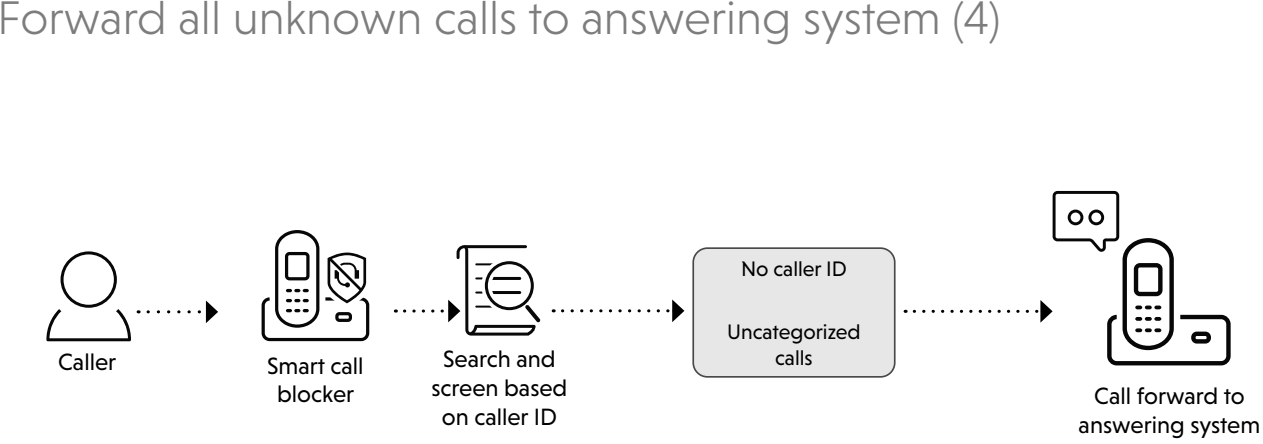 Forward all unknown calls to answering system (4)
Caller
Smart call
blocker
Search and
screen based
on caller ID
No caller ID
Uncategorized
calls
Call forward to
answering system